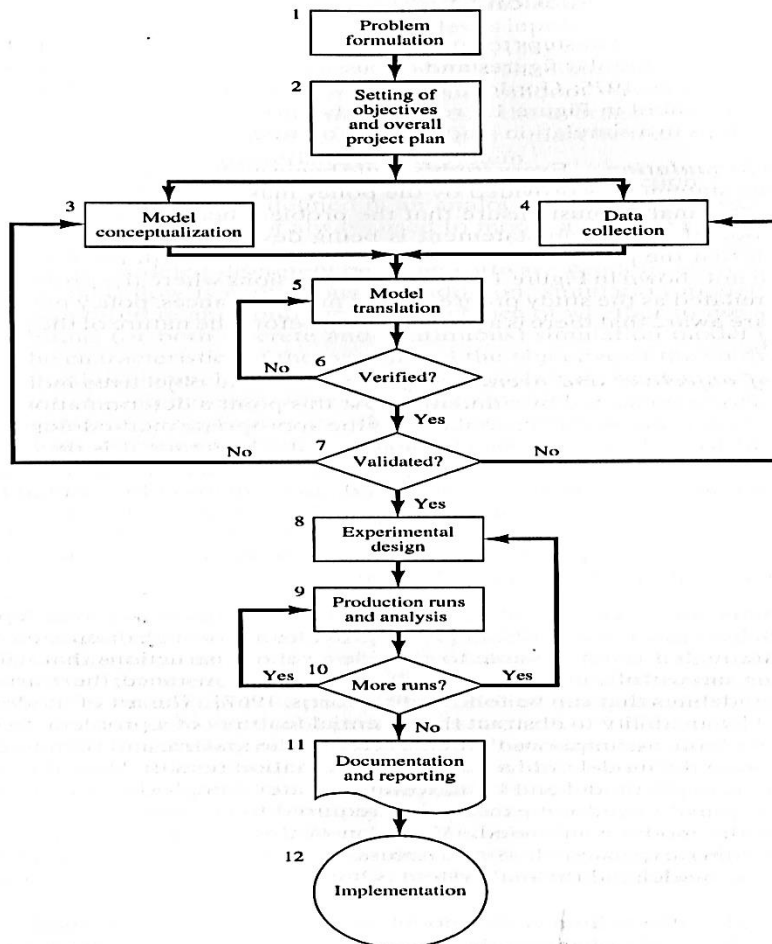 1
Problem
formulation
2
Setting of
objectives
and overall
project plan
3
Model
conceptualization
4
Data
collection
5
Model
translation
6
Verified?
No
Yes
7
Validated?
No
No
Yes
8
Experimental
design
9
Production runs
and analysis
10
More runs?
Yes
Yes
No
11
Documentation
and reporting
12
Implementation